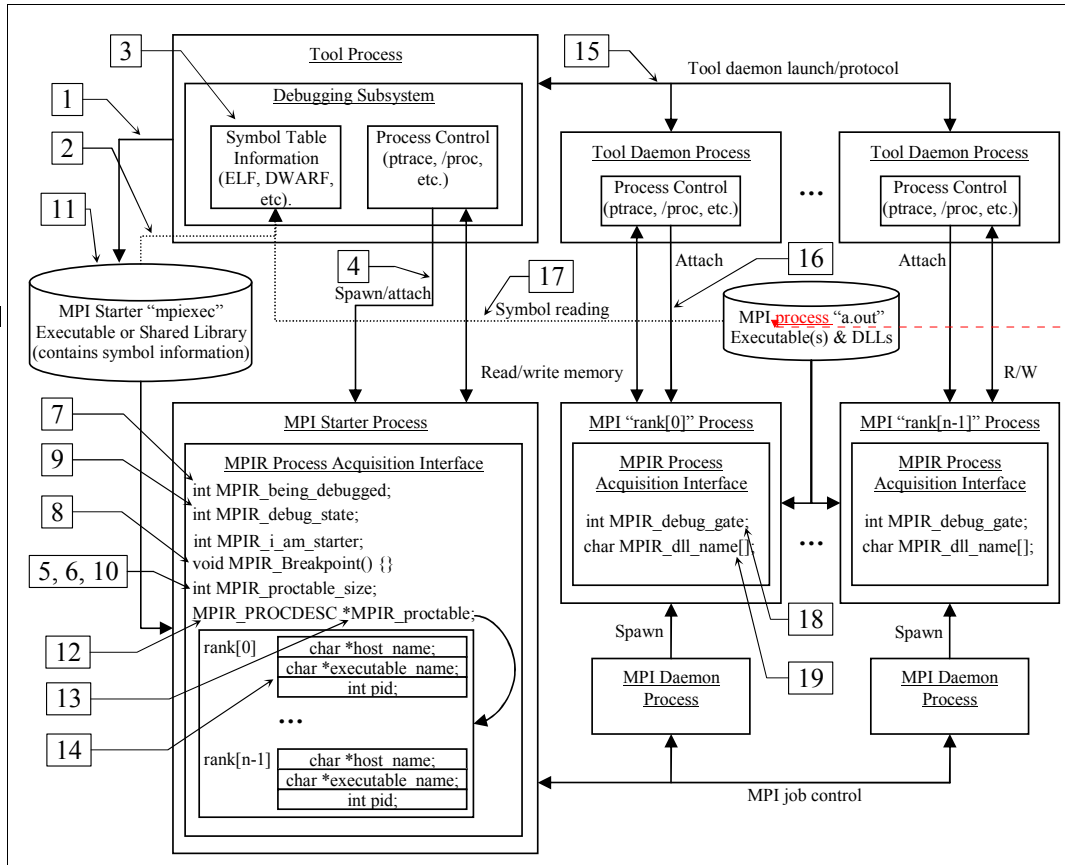 3
Tool Process
15
Tool daemon launch/protocol
1
Debugging Subsystem
2
Symbol Table
Information
(ELF, DWARF,
etc).
Process Control
(ptrace, /proc,
etc.)
Tool Daemon Process
Process Control
(ptrace, /proc, etc.)
...
Tool Daemon Process
Process Control
(ptrace, /proc, etc.)
11
4
Spawn/attach
17
Symbol reading
Attach
16
Attach
MPI Starter “mpiexec”
Executable or Shared Library
(contains symbol information)
MPI process “a.out”
Executable(s) & DLLs
Read/write memory
R/W
7
9
8
5, 6, 10
12
13
14
MPI Starter Process
MPIR Process Acquisition Interface
int MPIR_being_debugged;
int MPIR_debug_state;
int MPIR_i_am_starter;
void MPIR_Breakpoint() {}
int MPIR_proctable_size;
MPIR_PROCDESC *MPIR_proctable;
rank[0]
char *host_name;
char *executable_name;
int pid;
...
rank[n-1]
char *host_name;
char *executable_name;
int pid;
MPI “rank[0]” Process
MPIR Process
Acquisition Interface
int MPIR_debug_gate;
char MPIR_dll_name[];
...
MPI “rank[n-1]” Process
MPIR Process
Acquisition Interface
int MPIR_debug_gate;
char MPIR_dll_name[];
18
19
Spawn
Spawn
MPI Daemon
Process
MPI Daemon
Process
MPI job control